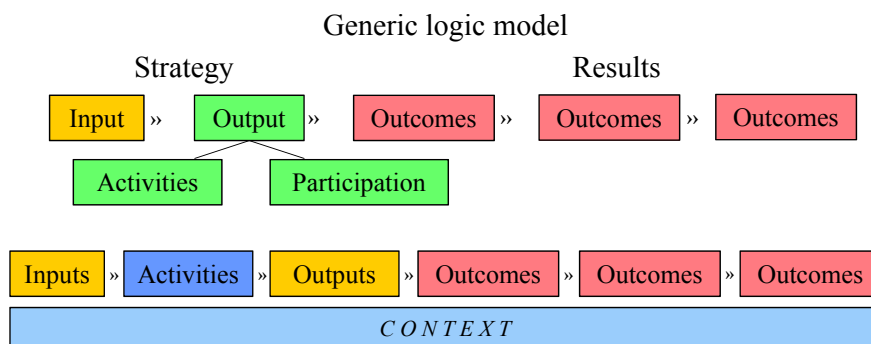 Generic logic model
Strategy Results
Input » Output » Outcomes » Outcomes » Outcomes
Activities Participation
Inputs » Activities » Outputs » Outcomes » Outcomes » Outcomes
CONTEXT